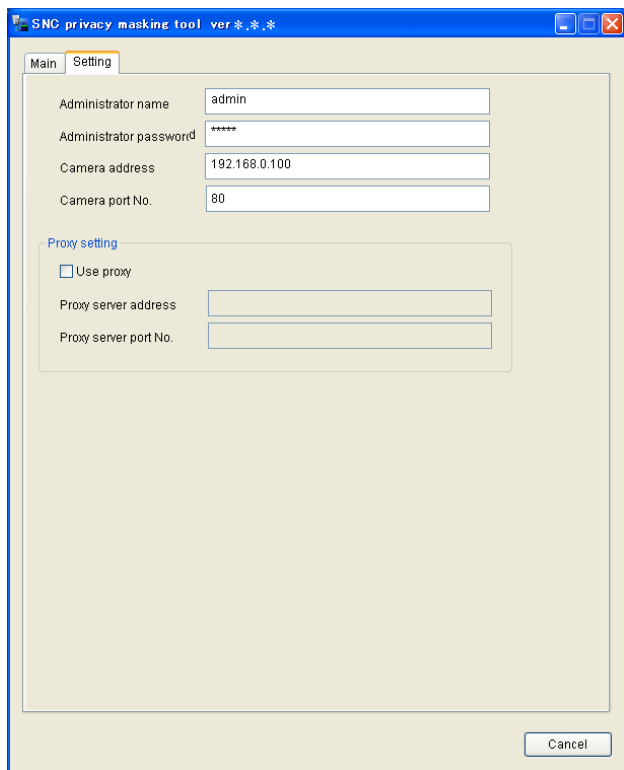 SNC privacy masking tool ver＊.＊.＊
Main Setting
Administrator name admin
Administrator password *****
Camera address 192.168.0.100
Camera port No. 80
Proxy setting
Use proxy
Proxy server address
Proxy server port No.
Cancel